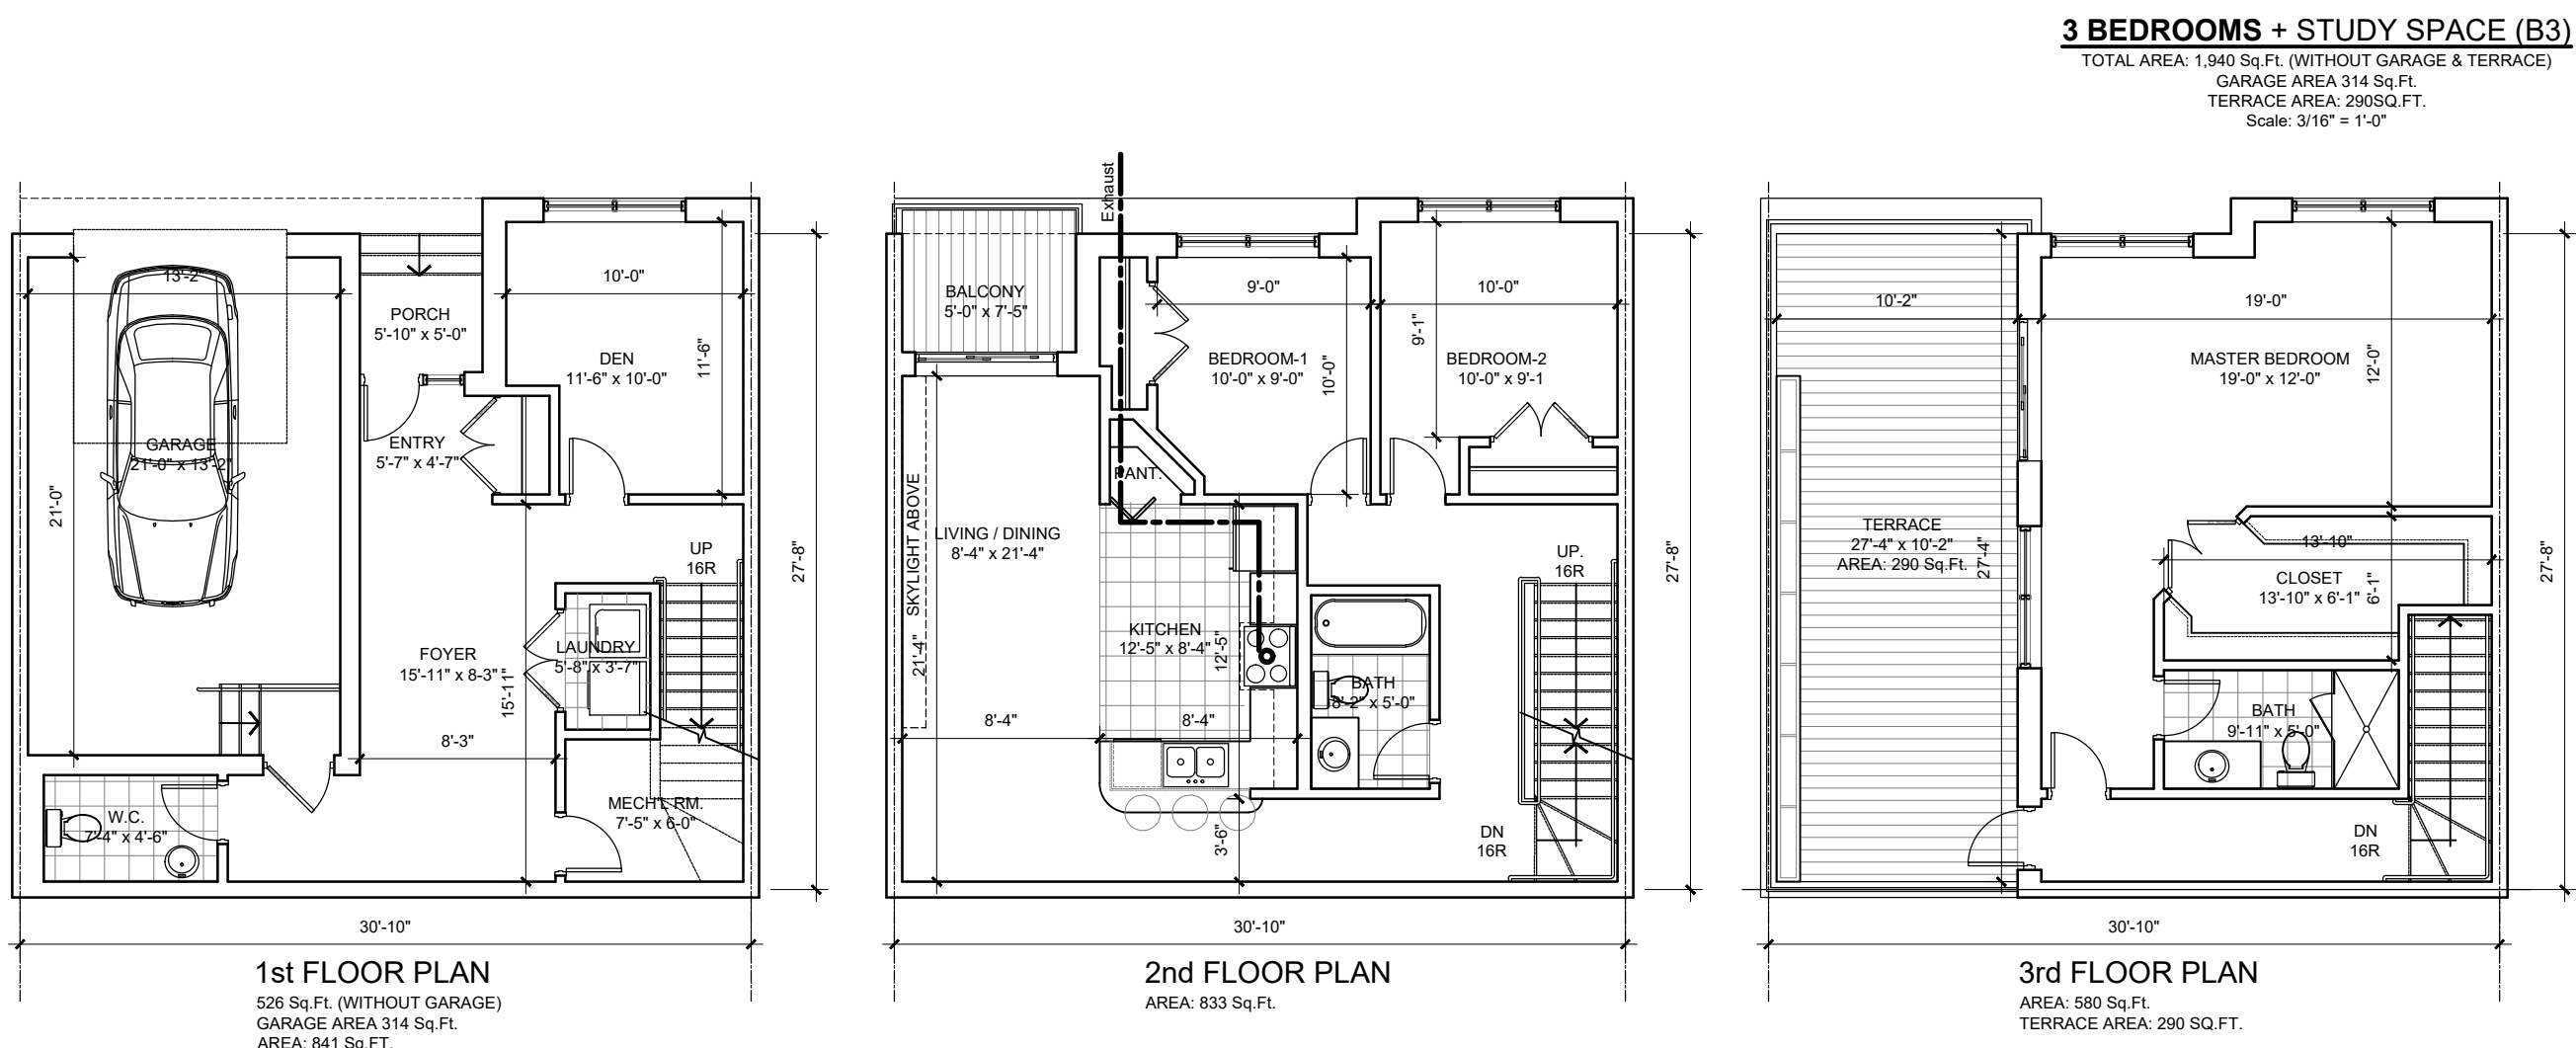 3 BEDROOMS + STUDY SPACE (B3)
TOTAL AREA: 1,940 Sq.Ft. (WITHOUT GARAGE & TERRACE)
GARAGE AREA 314 Sq.Ft.
TERRACE AREA: 290SQ.FT.
Scale: 3/16" = 1'-0"
13'-2"
PORCH
5'-10" x 5'-0"
10'-0"
DEN
11'-6" x 10'-0"
11'-6"
GARAGE
21'-0" x 13'-2"
21'-0"
ENTRY
5'-7" x 4'-7"
UP
16R
27'-8"
FOYER
15'-11" x 8-3"
15'-11"
LAUNDRY
5'-8" x 3'-7"
8'-3"
W.C.
7'-4" x 4'-6"
MECH'L RM.
7'-5" x 6-0"
30'-10"
1st FLOOR PLAN
526 Sq.Ft. (WITHOUT GARAGE)
GARAGE AREA 314 Sq.Ft.
AREA: 841 Sq.FT.
Exhaust
BALCONY
5'-0" x 7'-5"
9'-0"
10'-0"
9'-1"
BEDROOM-1
10'-0" x 9'-0"
10'-0"
BEDROOM-2
10'-0" x 9'-1
PANT.
SKYLIGHT ABOVE
LIVING / DINING
8'-4" x 21'-4"
21'-4"
UP.
16R
27'-8"
KITCHEN
12'-5" x 8'-4"
12'-5"
BATH
8'-2" x 5'-0"
8'-4"
8'-4"
3'-6"
DN
16R
30'-10"
2nd FLOOR PLAN
AREA: 833 Sq.Ft.
10'-2"
19'-0"
MASTER BEDROOM
19'-0" x 12'-0"
12'-0"
TERRACE
27'-4" x 10'-2"
AREA: 290 Sq.Ft.
27'-4"
13'-10"
CLOSET
13'-10" x 6'-1"
6'-1"
27'-8"
BATH
9'-11" x 5'-0"
DN
16R
30'-10"
3rd FLOOR PLAN
AREA: 580 Sq.Ft.
TERRACE AREA: 290 SQ.FT.